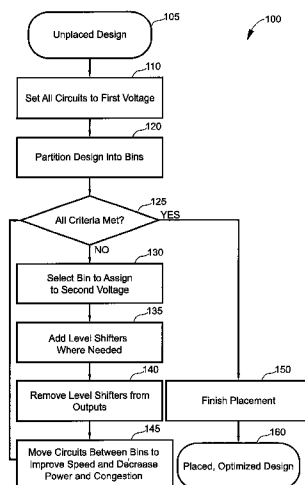 105
Unplaced Design
100
110
Set All Circuits to First Voltage
120
Partition Design Into Bins
125
All Criteria Met?
YES
NO
130
Select Bin to Assign
to Second Voltage
135
Add Level Shifters
Where Needed
140
Remove Level Shifters from
Outputs
150
Finish Placement
145
Move Circuits Between Bins to
Improve Speed and Decrease
Power and Congestion
160
Placed, Optimized Design